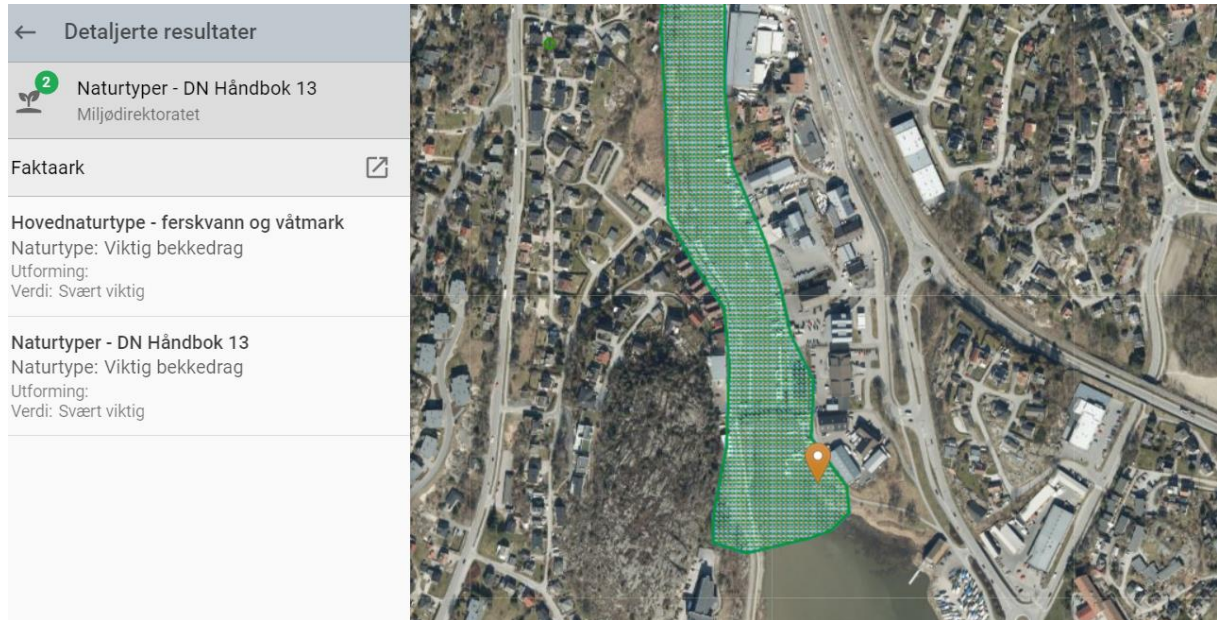 Detaljerte resultater
2
Naturtyper - DN Håndbok 13
Miljødirektoratet
Faktaark
Hovednaturtype - ferskvann og våtmark
Naturtype: Viktig bekkedrag
Utforming:
Verdi: Svært viktig
Naturtyper - DN Håndbok 13
Naturtype: Viktig bekkedrag
Utforming:
Verdi: Svært viktig